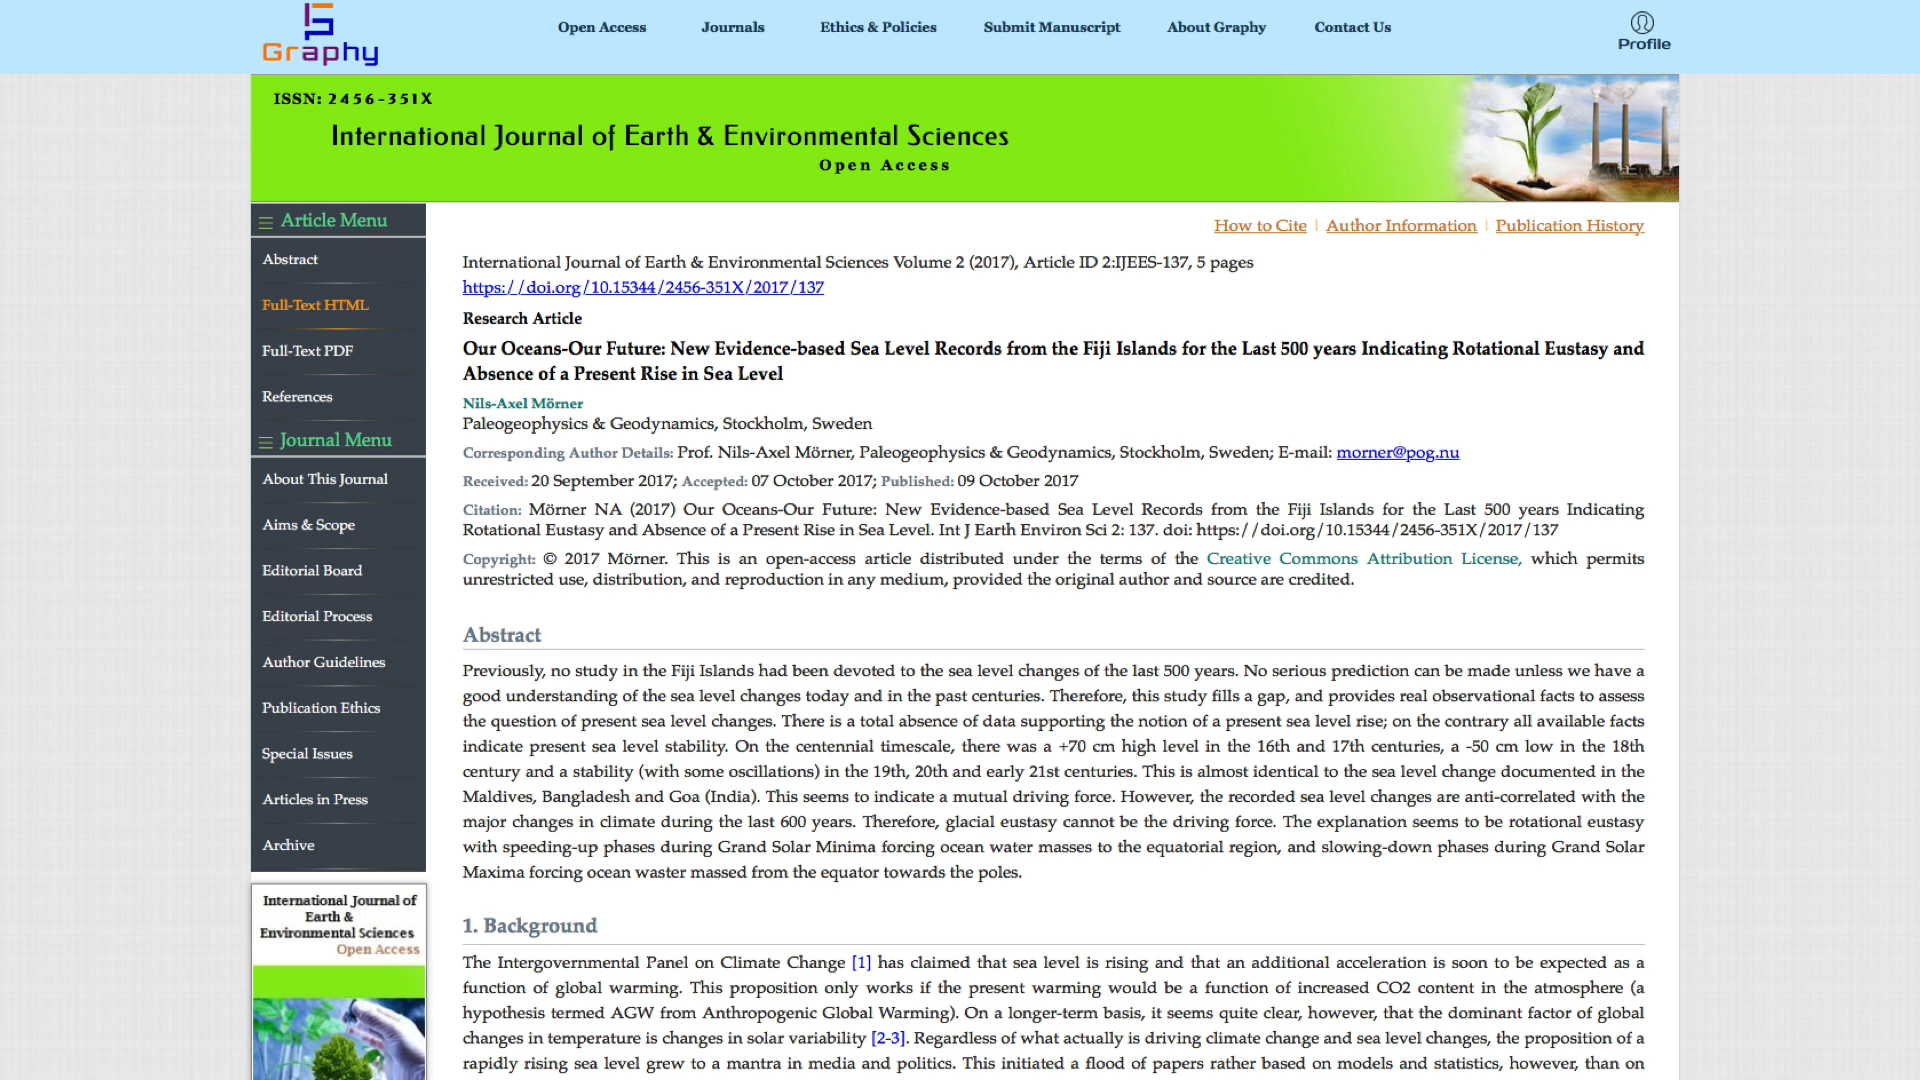 Graphy
Open Access
Journals
Ethics & Policies
Submit Manuscript
About Graphy
Contact Us
Profile
ISSN: 2456-351X
International Journal of Earth & Environmental Sciences
Open Access
Article Menu
Abstract
Full-Text HTML
Full-Text PDF
References
Journal Menu
About This Journal
Aims & Scope
Editorial Board
Editorial Process
Author Guidelines
Publication Ethics
Special Issues
Articles in Press
Archive
International Journal of
Earth &
Environmental Sciences
Open Access
How to Cite | Author Information | Publication History
International Journal of Earth & Environmental Sciences Volume 2 (2017), Article ID 2:IJEES-137, 5 pages
https://doi.org/10.15344/2456-351X/2017/137
Research Article
Our Oceans-Our Future: New Evidence-based Sea Level Records from the Fiji Islands for the Last 500 years Indicating Rotational Eustasy and
Absence of a Present Rise in Sea Level
Nils-Axel Mörner
Paleogeophysics & Geodynamics, Stockholm, Sweden
Corresponding Author Details: Prof. Nils-Axel Mörner, Paleogeophysics & Geodynamics, Stockholm, Sweden; E-mail: morner@pog.nu
Received: 20 September 2017; Accepted: 07 October 2017; Published: 09 October 2017
Citation: Mörner NA (2017) Our Oceans-Our Future: New Evidence-based Sea Level Records from the Fiji Islands for the Last 500 years Indicating
Rotational Eustasy and Absence of a Present Rise in Sea Level. Int J Earth Environ Sci 2: 137. doi: https://doi.org/10.15344/2456-351X/2017/137
Copyright: © 2017 Mörner. This is an open-access article distributed under the terms of the Creative Commons Attribution License, which permits
unrestricted use, distribution, and reproduction in any medium, provided the original author and source are credited.
Abstract
Previously, no study in the Fiji Islands had been devoted to the sea level changes of the last 500 years. No serious prediction can be made unless we have a
good understanding of the sea level changes today and in the past centuries. Therefore, this study fills a gap, and provides real observational facts to assess
the question of present sea level changes. There is a total absence of data supporting the notion of a present sea level rise; on the contrary all available facts
indicate present sea level stability. On the centennial timescale, there was a +70 cm high level in the 16th and 17th centuries, a -50 cm low in the 18th
century and a stability (with some oscillations) in the 19th, 20th and early 21st centuries. This is almost identical to the sea level change documented in the
Maldives, Bangladesh and Goa (India). This seems to indicate a mutual driving force. However, the recorded sea level changes are anti-correlated with the
major changes in climate during the last 600 years. Therefore, glacial eustasy cannot be the driving force. The explanation seems to be rotational eustasy
with speeding-up phases during Grand Solar Minima forcing ocean water masses to the equatorial region, and slowing-down phases during Grand Solar
Maxima forcing ocean waster massed from the equator towards the poles.
1. Background
The Intergovernmental Panel on Climate Change [1] has claimed that sea level is rising and that an additional acceleration is soon to be expected as a
function of global warming. This proposition only works if the present warming would be a function of increased CO2 content in the atmosphere (a
hypothesis termed AGW from Anthropogenic Global Warming). On a longer-term basis, it seems quite clear, however, that the dominant factor of global
changes in temperature is changes in solar variability [2-3]. Regardless of what actually is driving climate change and sea level changes, the proposition of a
rapidly rising sea level grew to a mantra in media and politics. This initiated a flood of papers rather based on models and statistics, however, than on